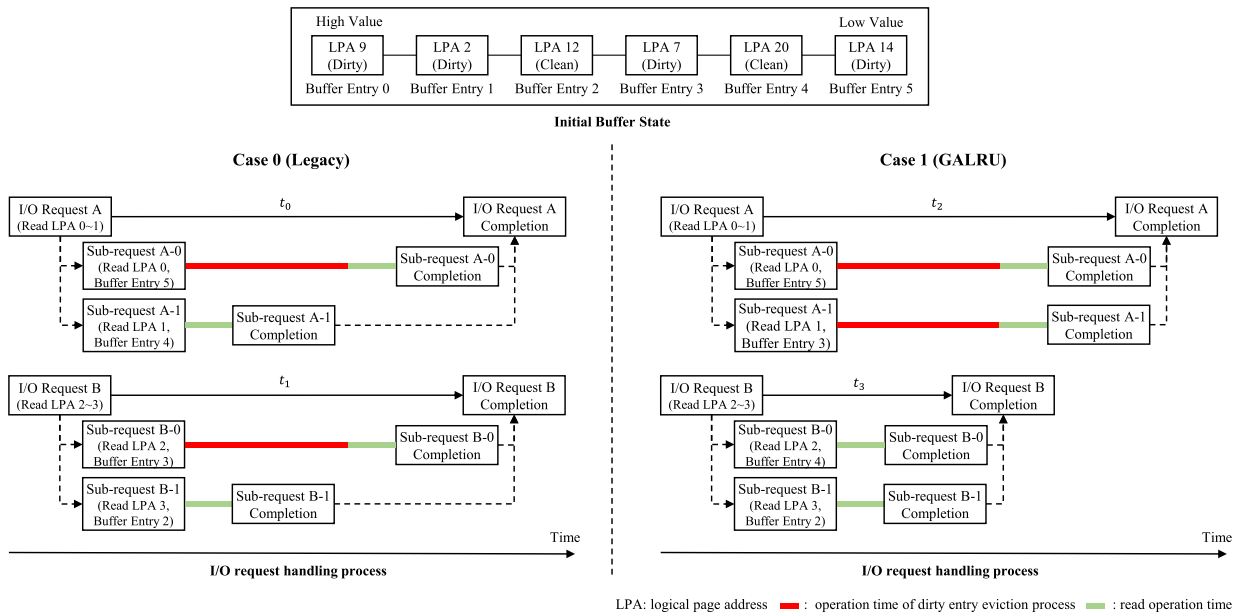 High Value
Low Value
LPA 9
(Dirty)
LPA 2
(Dirty)
LPA 12
(Clean)
LPA 7
(Dirty)
LPA 20
(Clean)
LPA 14
(Dirty)
Buffer Entry 0
Buffer Entry 1
Buffer Entry 2
Buffer Entry 3
Buffer Entry 4
Buffer Entry 5
Initial Buffer State
Case 0 (Legacy)
I/O Request A
(Read LPA 0~1)
t₀
I/O Request A
Completion
Sub-request A-0
(Read LPA 0,
Buffer Entry 5)
Sub-request A-0
Completion
Sub-request A-1
(Read LPA 1,
Buffer Entry 4)
Sub-request A-1
Completion
I/O Request B
(Read LPA 2~3)
t₁
I/O Request B
Completion
Sub-request B-0
(Read LPA 2,
Buffer Entry 3)
Sub-request B-0
Completion
Sub-request B-1
(Read LPA 3,
Buffer Entry 2)
Sub-request B-1
Completion
Time
I/O request handling process
Case 1 (GALRU)
I/O Request A
(Read LPA 0~1)
t₂
I/O Request A
Completion
Sub-request A-0
(Read LPA 0,
Buffer Entry 5)
Sub-request A-0
Completion
Sub-request A-1
(Read LPA 1,
Buffer Entry 3)
Sub-request A-1
Completion
I/O Request B
(Read LPA 2~3)
t₃
I/O Request B
Completion
Sub-request B-0
(Read LPA 2,
Buffer Entry 4)
Sub-request B-0
Completion
Sub-request B-1
(Read LPA 3,
Buffer Entry 2)
Sub-request B-1
Completion
Time
I/O request handling process
LPA: logical page address : operation time of dirty entry eviction process : read operation time